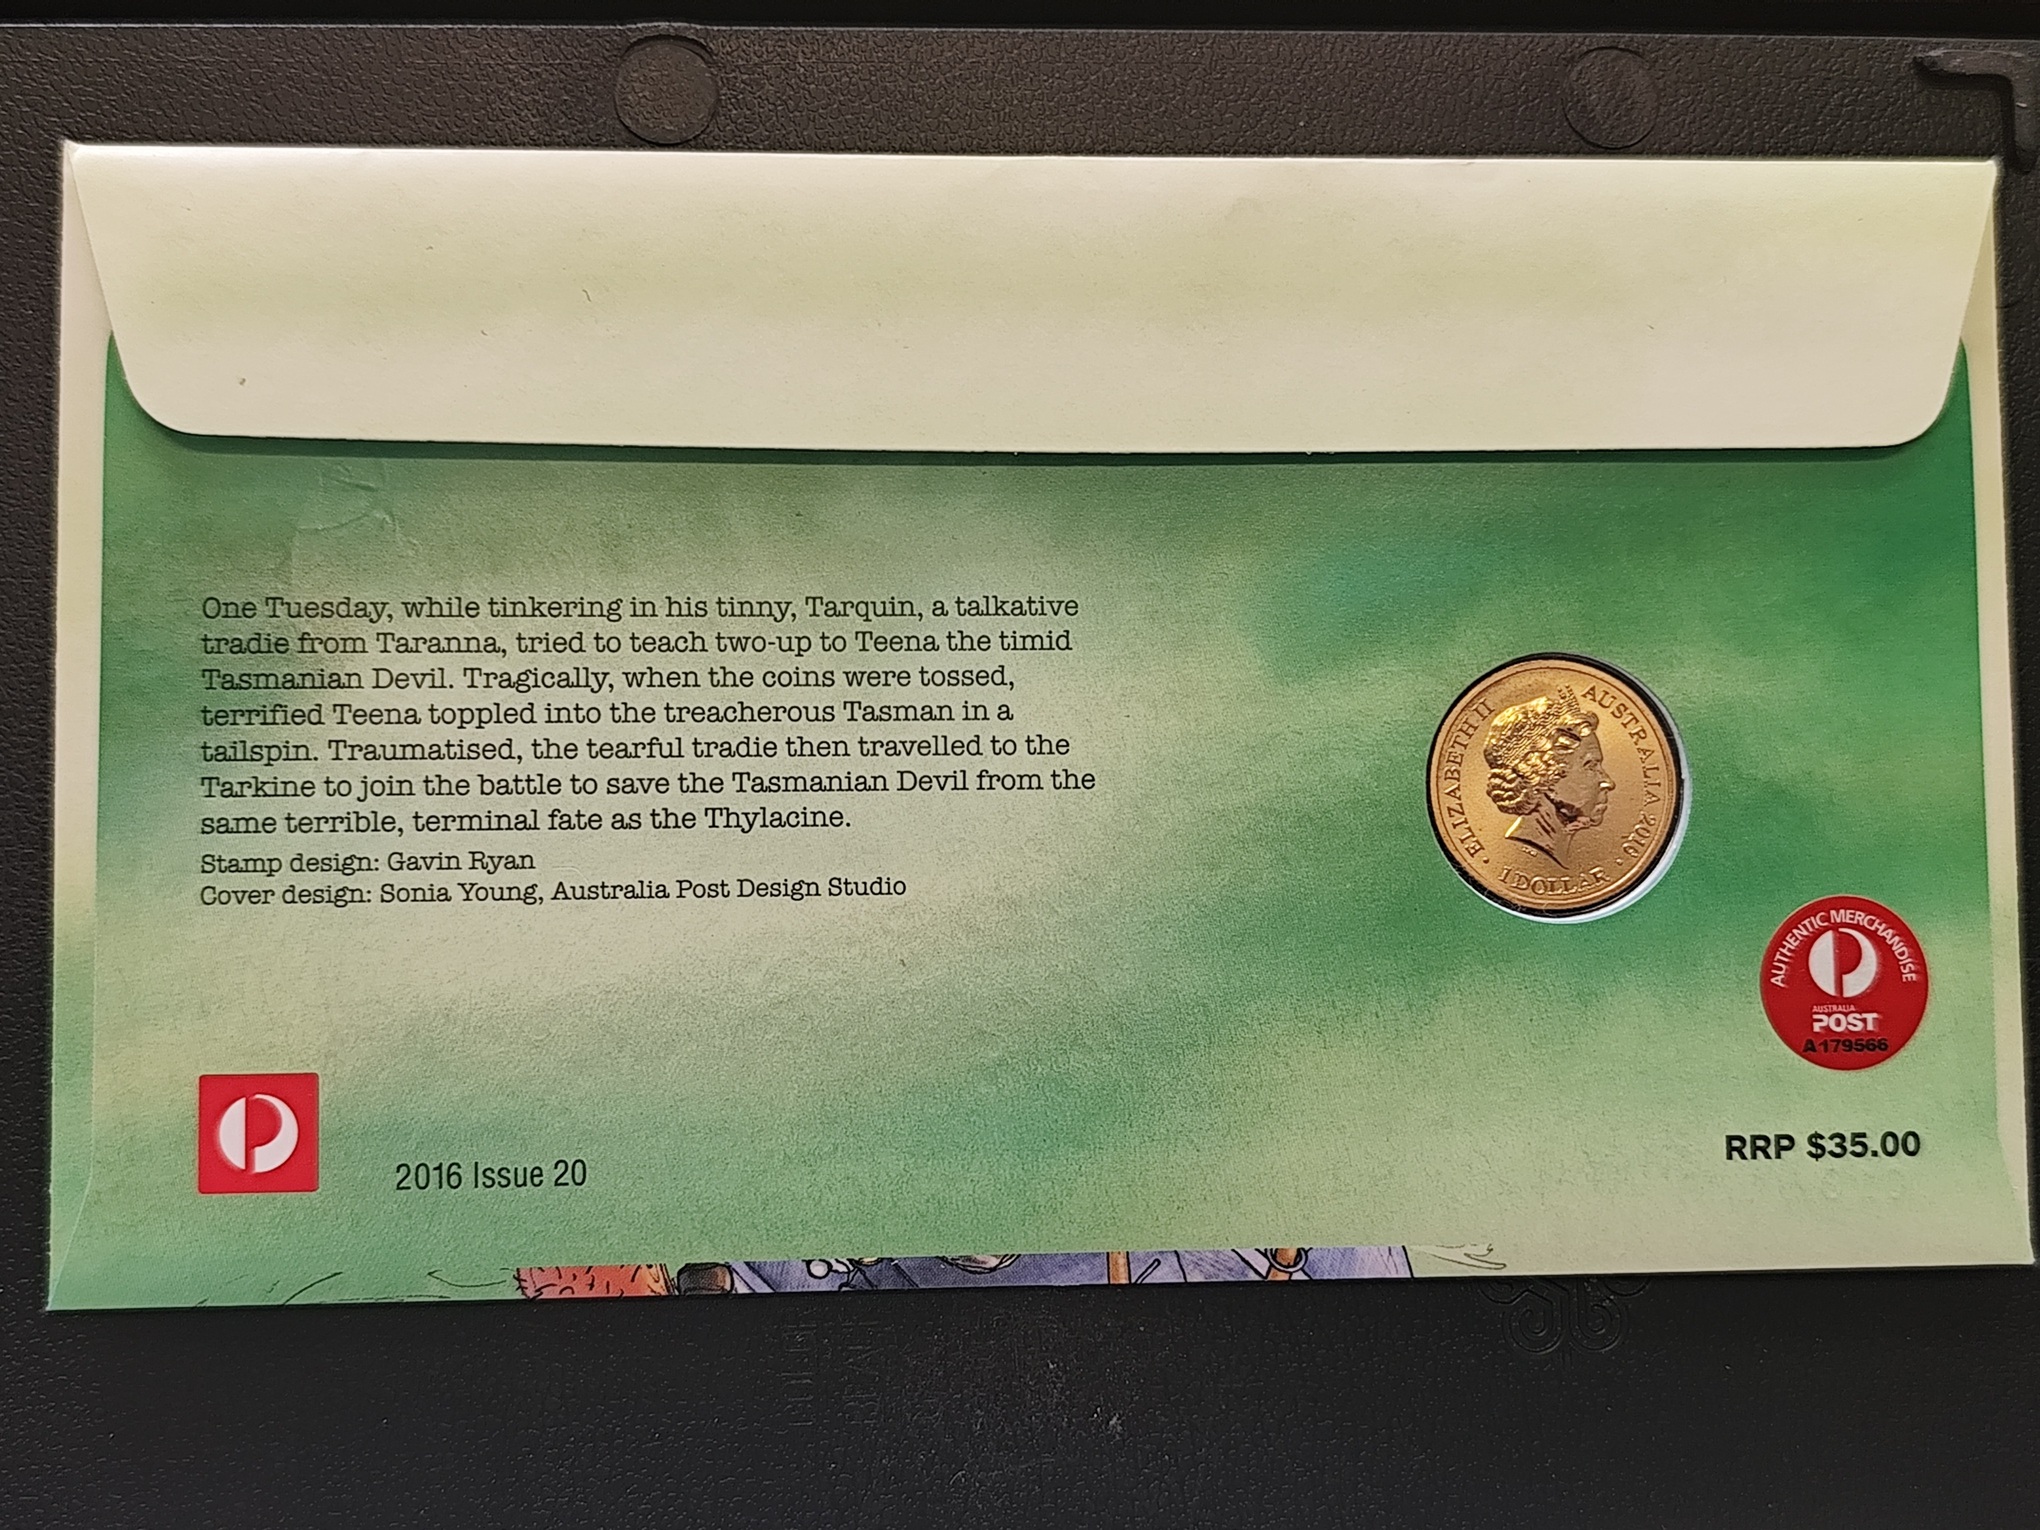 One Tuesday, while tinkering in his tinny, Tarquin, a talkative
tradie from Taranna, tried to teach two-up to Teena the timid
Tasmanian Devil. Tragically, when the coins were tossed,
terrified Teena toppled into the treacherous Tasman in a
tailspin. Traumatised, the tearful tradie then travelled to the
Tarkine to join the battle to save the Tasmanian Devil from the
same terrible, terminal fate as the Thylacine.
Stamp design: Gavin Ryan
Cover design: Sonia Young, Australia Post Design Studio
ELIZABETH II AUSTRALIA 2016
1 DOLLAR
AUTHENTIC MERCHANDISE
AUSTRALIA
POST
A179566
2016 Issue 20
RRP $35.00